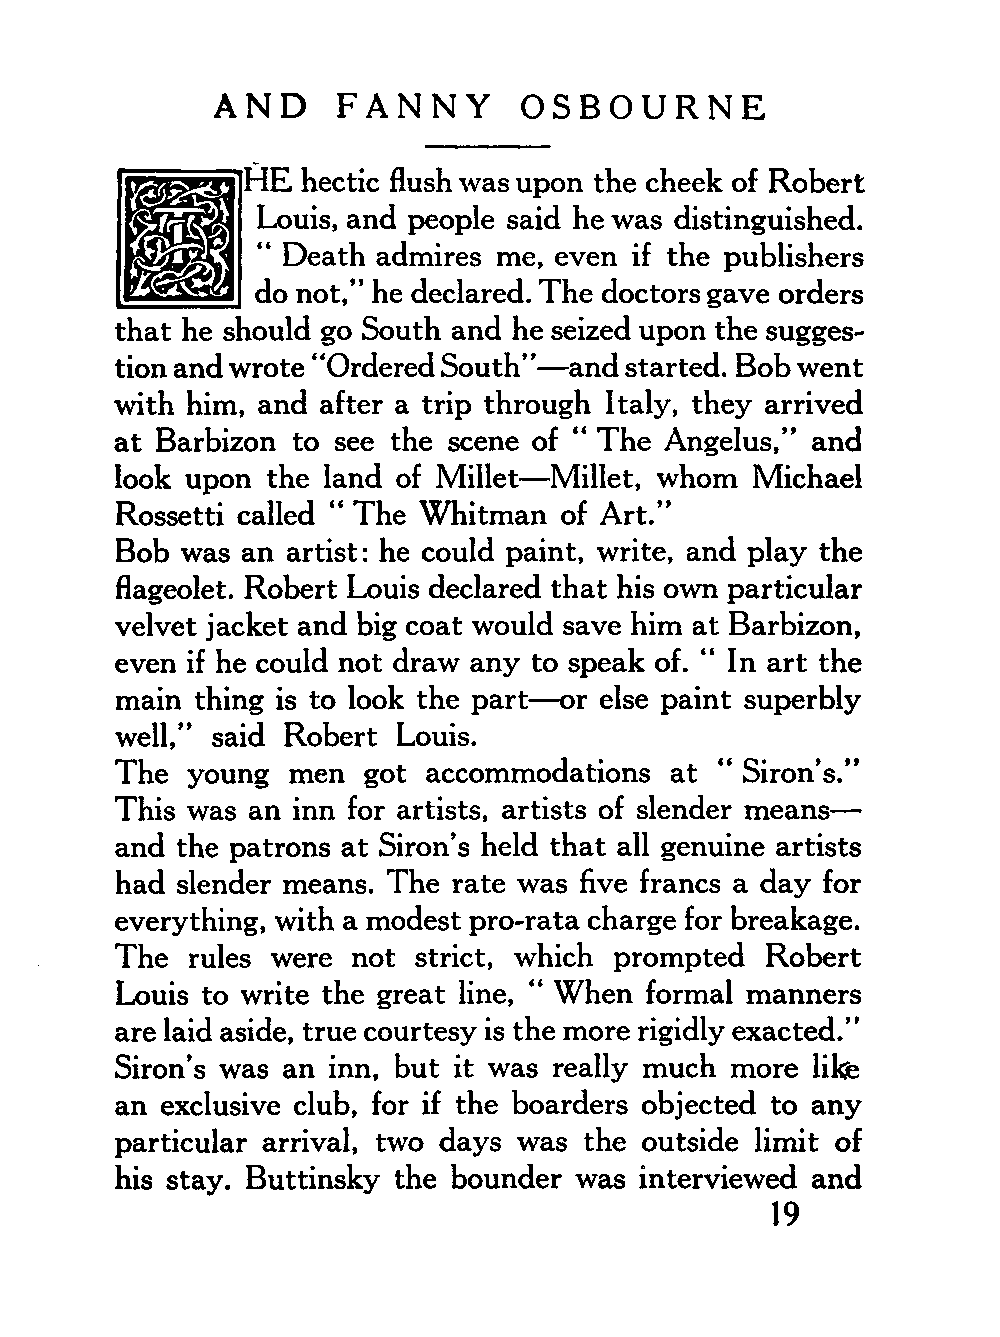 AND FANNY OSBOURNE
THE hectic flush was upon the cheek of Robert
Louis, and people said he was distinguished.
“ Death admires me, even if the publishers
do not,” he declared. The doctors gave orders
that he should go South and he seized upon the sugges-
tion and wrote “Ordered South”—and started. Bob went
with him, and after a trip through Italy, they arrived
at Barbizon to see the scene of “ The Angelus,” and
look upon the land of Millet—Millet, whom Michael
Rossetti called “ The Whitman of Art.”
Bob was an artist: he could paint, write, and play the
flageolet. Robert Louis declared that his own particular
velvet jacket and big coat would save him at Barbizon,
even if he could not draw any to speak of. “ In art the
main thing is to look the part—or else paint superbly
well,” said Robert Louis.
The young men got accommodations at “ Siron’s.”
This was an inn for artists, artists of slender means—
and the patrons at Siron’s held that all genuine artists
had slender means. The rate was five francs a day for
everything, with a modest pro-rata charge for breakage.
The rules were not strict, which prompted Robert
Louis to write the great line, “ When formal manners
are laid aside, true courtesy is the more rigidly exacted.”
Siron’s was an inn, but it was really much more like
an exclusive club, for if the boarders objected to any
particular arrival, two days was the outside limit of
his stay. Buttinsky the bounder was interviewed and
19